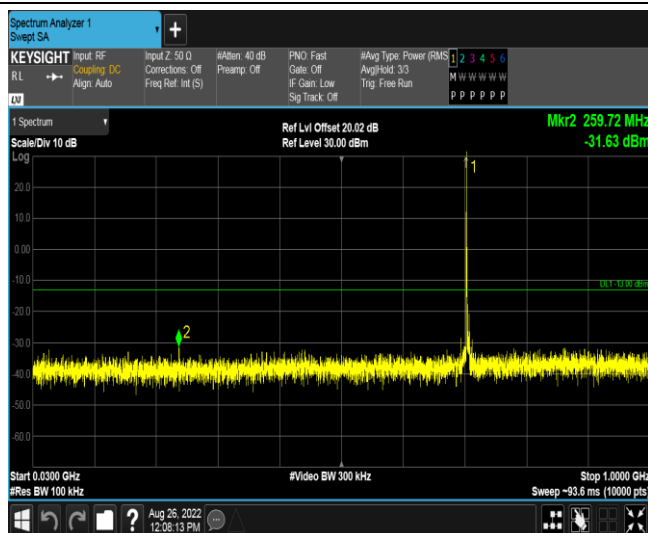 Spectrum Analyzer 1
Swept SA
+
KEYSIGHT
RL
LXI
Input: RF
Coupling: DC
Align: Auto
Input Z: 50 Ω
Corrections: Off
Freq Ref: Int (S)
#Atten: 40 dB
Preamp: Off
PNO: Fast
Gate: Off
IF Gain: Low
Sig Track: Off
#Avg Type: Power (RMS
Avg|Hold: 3/3
Trig: Free Run
1 2 3 4 5 6
M W W W W W
P P P P P P
1 Spectrum
Scale/Div 10 dB
Log
Ref Lvl Offset 20.02 dB
Ref Level 30.00 dBm
Mkr2 259.72 MHz
-31.63 dBm
1
20.0
10.0
0.00
-10.0
DL1 -13.00 dBm
-20.0
2
-30.0
-40.0
-50.0
-60.0
Start 0.0300 GHz
#Res BW 100 kHz
#Video BW 300 kHz
Stop 1.0000 GHz
Sweep ~93.6 ms (10000 pts)
?
Aug 26, 2022
12:08:13 PM